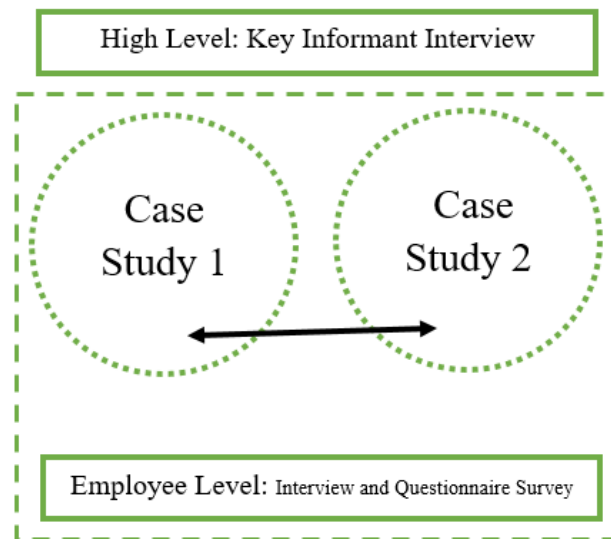 High Level: Key Informant Interview
Case
Study 1
Case
Study 2
Employee Level: Interview and Questionnaire Survey